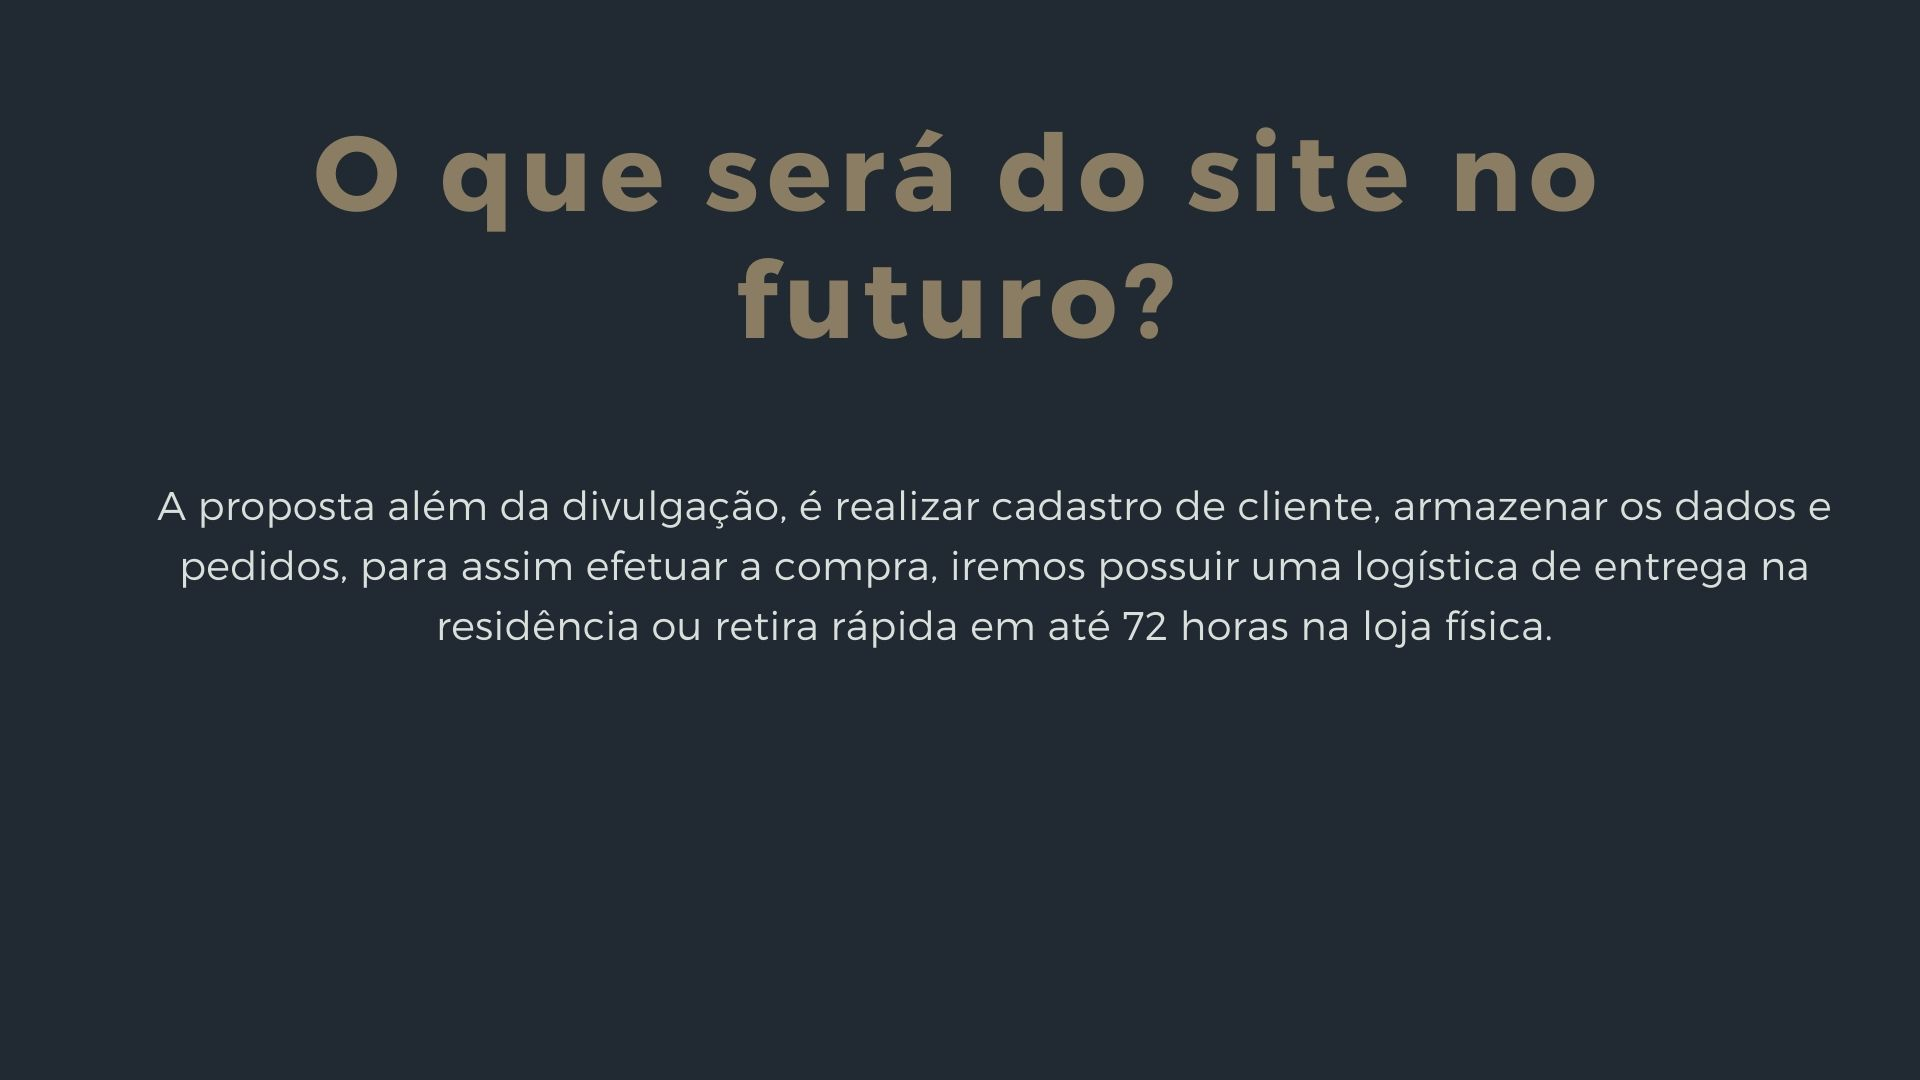 O que será do site no
futuro?
A proposta além da divulgação, é realizar cadastro de cliente, armazenar os dados e
pedidos, para assim efetuar a compra, iremos possuir uma logística de entrega na
residência ou retira rápida em até 72 horas na loja física.